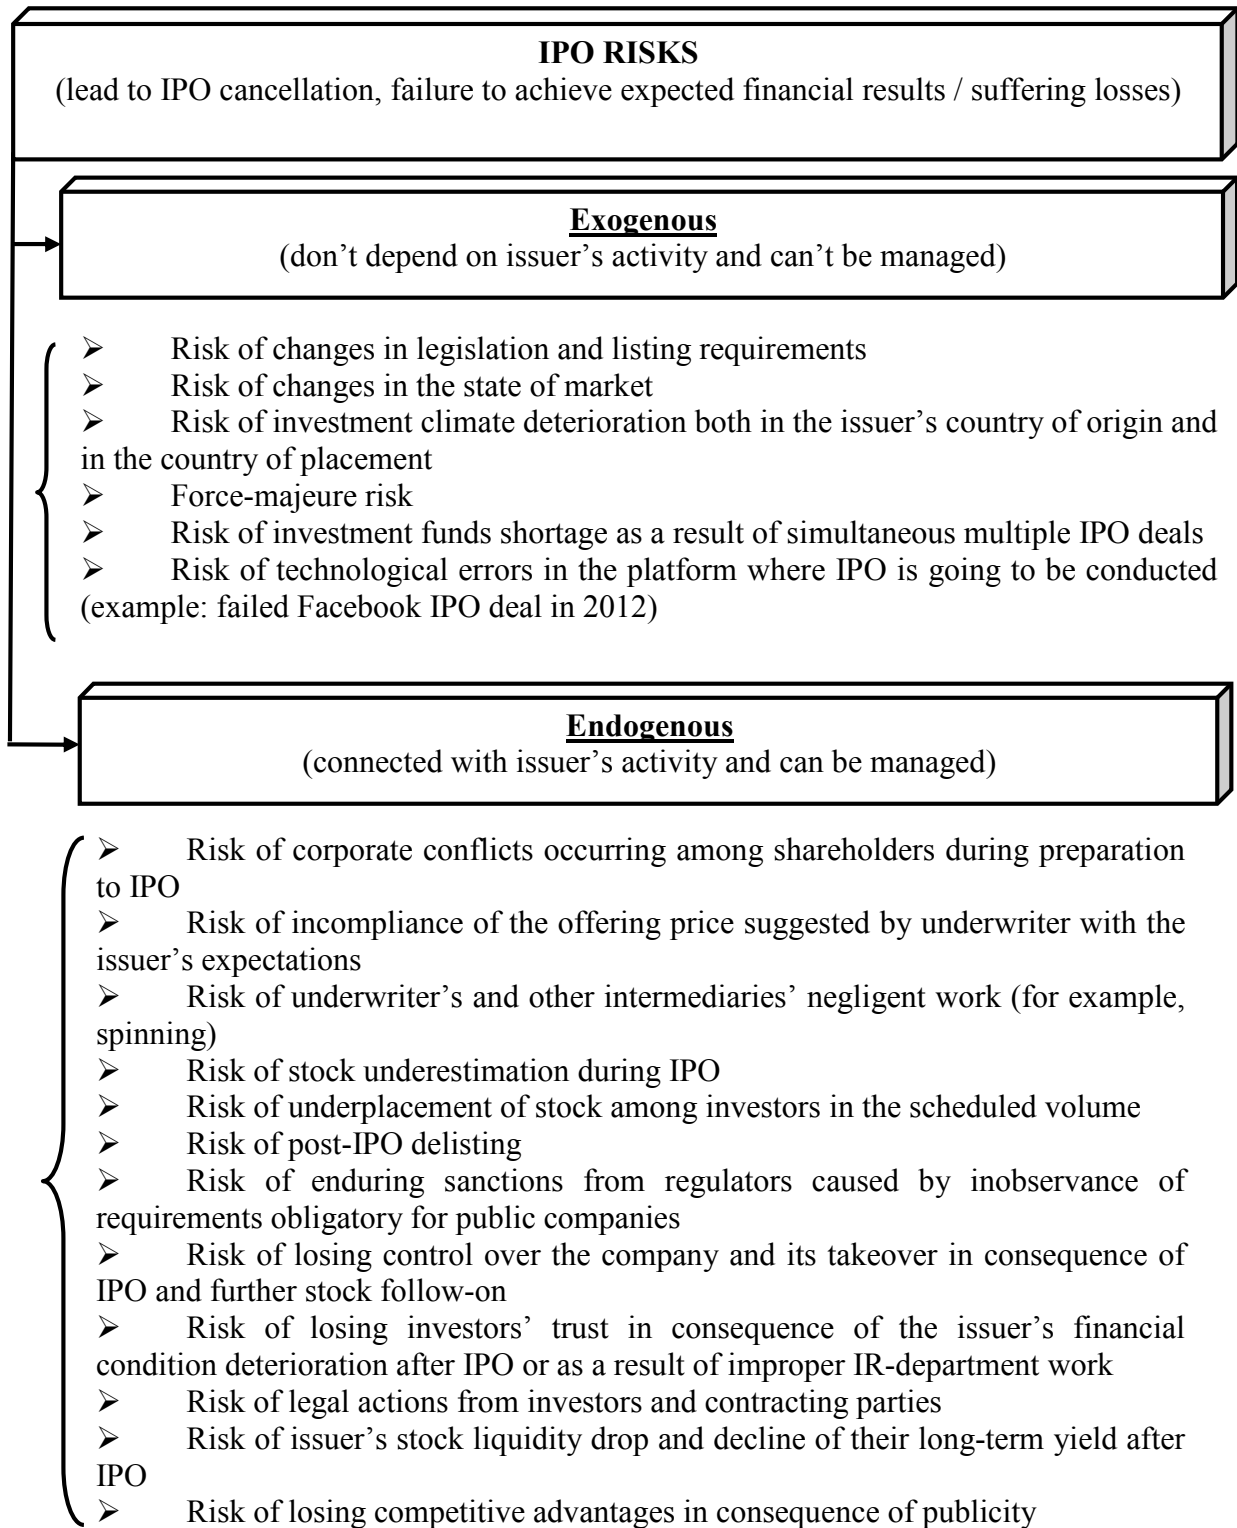 IPO RISKS
(lead to IPO cancellation, failure to achieve expected financial results / suffering losses)
Exogenous
(don’t depend on issuer’s activity and can’t be managed)
➢ Risk of changes in legislation and listing requirements
➢ Risk of changes in the state of market
➢ Risk of investment climate deterioration both in the issuer’s country of origin and
in the country of placement
➢ Force-majeure risk
➢ Risk of investment funds shortage as a result of simultaneous multiple IPO deals
➢ Risk of technological errors in the platform where IPO is going to be conducted
(example: failed Facebook IPO deal in 2012)
Endogenous
(connected with issuer’s activity and can be managed)
➢ Risk of corporate conflicts occurring among shareholders during preparation
to IPO
➢ Risk of incompliance of the offering price suggested by underwriter with the
issuer’s expectations
➢ Risk of underwriter’s and other intermediaries’ negligent work (for example,
spinning)
➢ Risk of stock underestimation during IPO
➢ Risk of underplacement of stock among investors in the scheduled volume
➢ Risk of post-IPO delisting
➢ Risk of enduring sanctions from regulators caused by inobservance of
requirements obligatory for public companies
➢ Risk of losing control over the company and its takeover in consequence of
IPO and further stock follow-on
➢ Risk of losing investors’ trust in consequence of the issuer’s financial
condition deterioration after IPO or as a result of improper IR-department work
➢ Risk of legal actions from investors and contracting parties
➢ Risk of issuer’s stock liquidity drop and decline of their long-term yield after
IPO
➢ Risk of losing competitive advantages in consequence of publicity